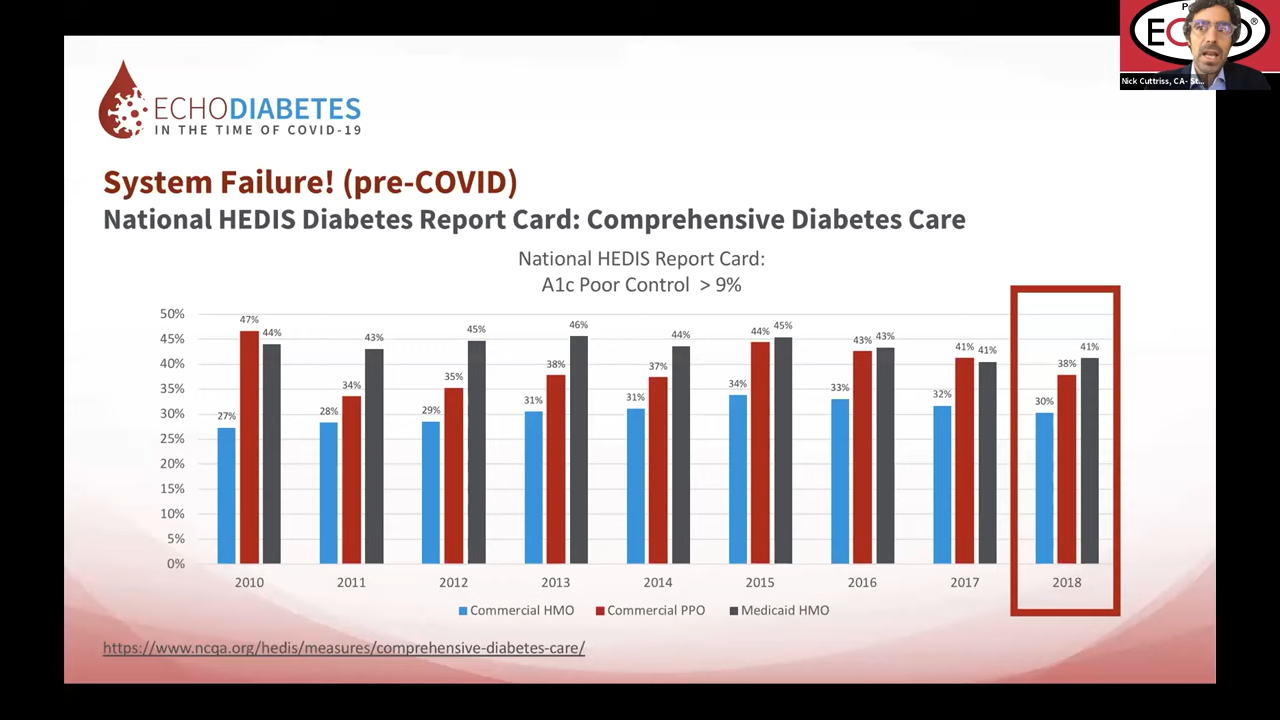 ECHO®
Nick Cuttriss, CA- St...
ECHODIABETES
IN THE TIME OF COVID-19
System Failure! (pre-COVID)
National HEDIS Diabetes Report Card: Comprehensive Diabetes Care
National HEDIS Report Card:
A1c Poor Control > 9%
50%
45%
40%
35%
30%
25%
20%
15%
10%
5%
0%
27% 47% 44%
28% 34% 43%
29% 35% 45%
31% 38% 46%
31% 37% 44%
34% 44% 45%
33% 43% 43%
32% 41% 41%
30% 38% 41%
2010 2011 2012 2013 2014 2015 2016 2017 2018
Commercial HMO Commercial PPO Medicaid HMO
https://www.ncqa.org/hedis/measures/comprehensive-diabetes-care/